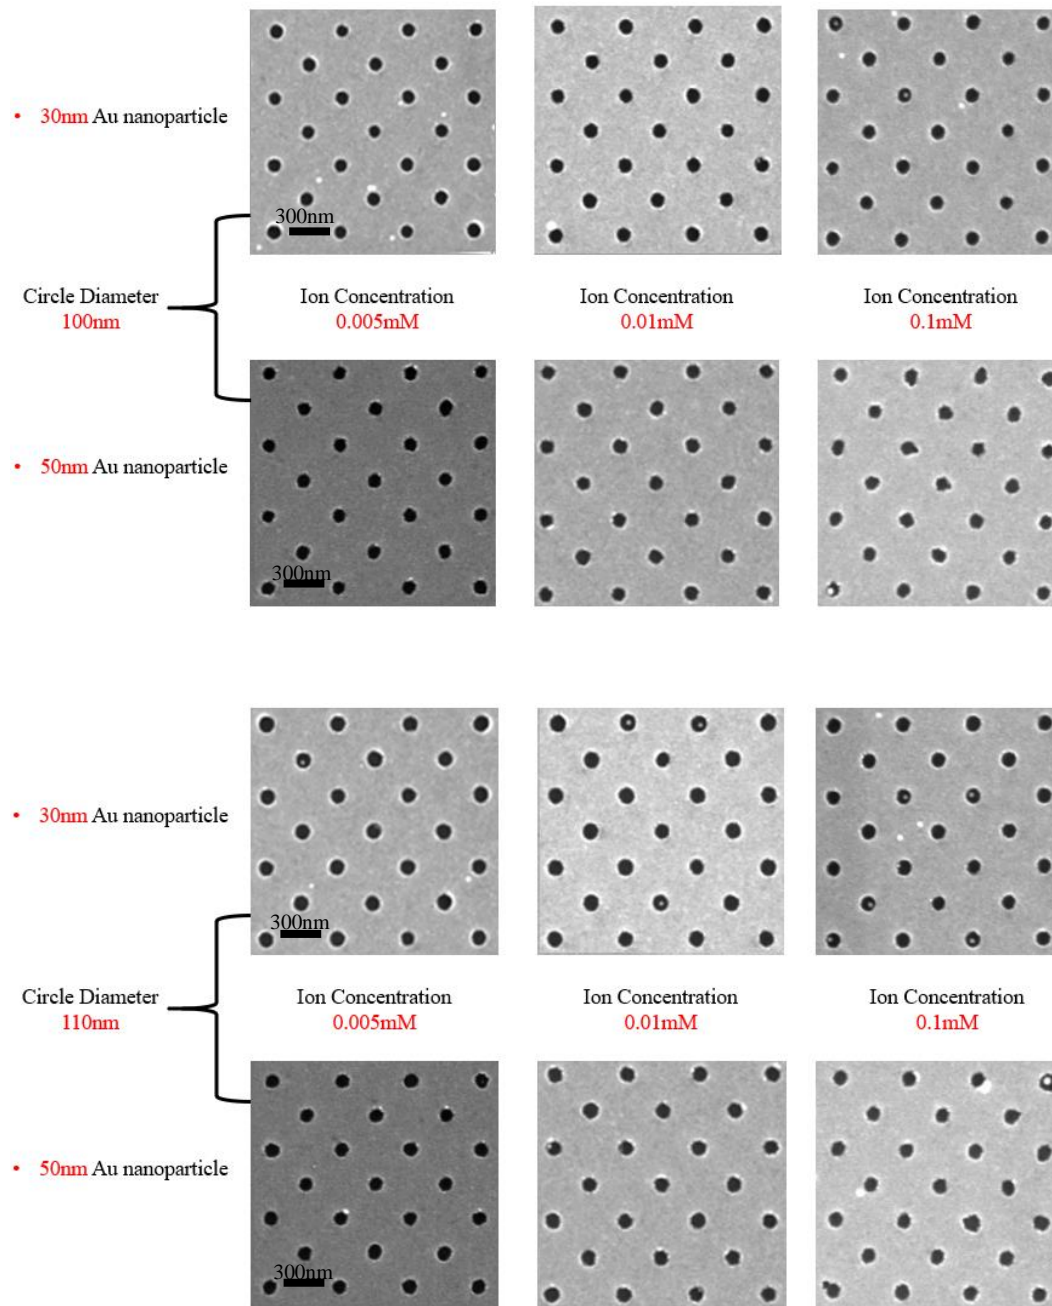 • 30nm Au nanoparticle
300nm
Circle Diameter
100nm
Ion Concentration
0.005mM
Ion Concentration
0.01mM
Ion Concentration
0.1mM
• 50nm Au nanoparticle
300nm
• 30nm Au nanoparticle
300nm
Circle Diameter
110nm
Ion Concentration
0.005mM
Ion Concentration
0.01mM
Ion Concentration
0.1mM
• 50nm Au nanoparticle
300nm